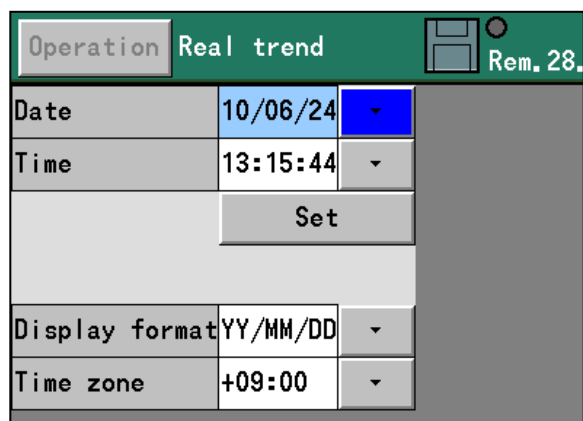 Operation Real trend
Rem.28.
Date 10/06/24
Time 13:15:44
Set
Display format YY/MM/DD
Time zone +09:00